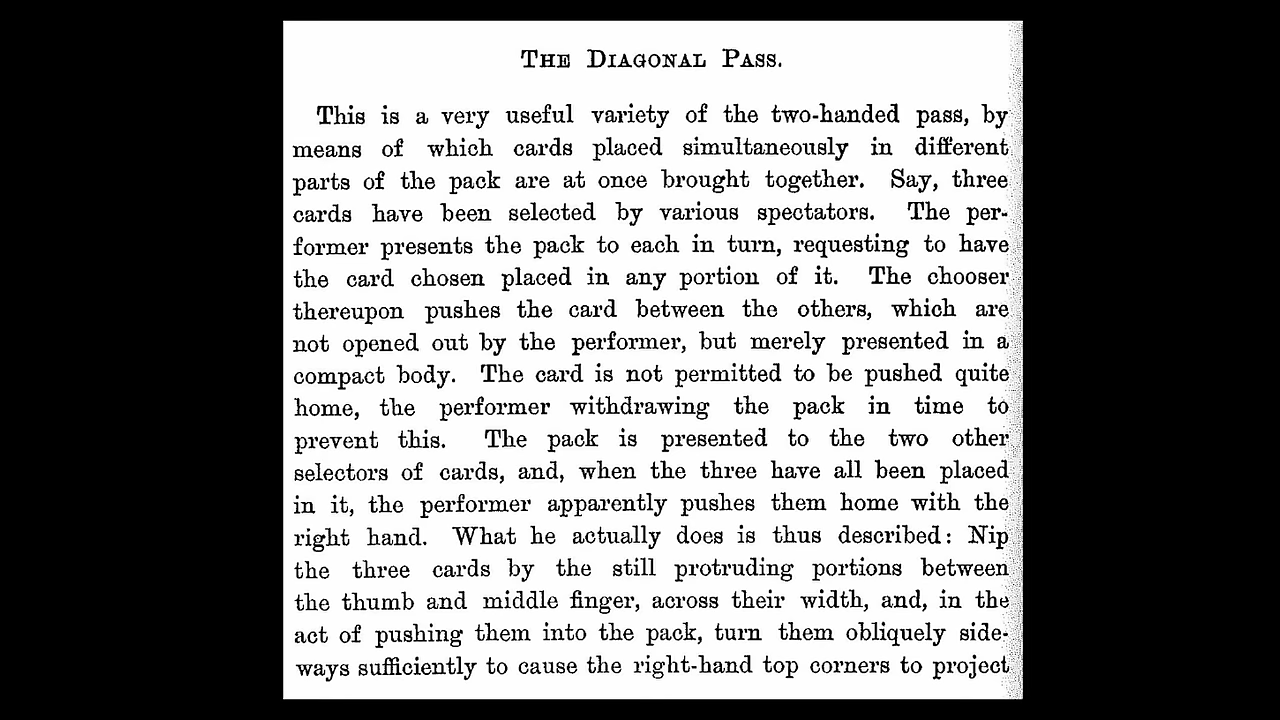 The Diagonal Pass.
This is a very useful variety of the two-handed pass, by
means of which cards placed simultaneously in different
parts of the pack are at once brought together. Say, three
cards have been selected by various spectators. The per-
former presents the pack to each in turn, requesting to have
the card chosen placed in any portion of it. The chooser
thereupon pushes the card between the others, which are
not opened out by the performer, but merely presented in a
compact body. The card is not permitted to be pushed quite
home, the performer withdrawing the pack in time to
prevent this. The pack is presented to the two other
selectors of cards, and, when the three have all been placed
in it, the performer apparently pushes them home with the
right hand. What he actually does is thus described: Nip
the three cards by the still protruding portions between
the thumb and middle finger, across their width, and, in the
act of pushing them into the pack, turn them obliquely side-
ways sufficiently to cause the right-hand top corners to project